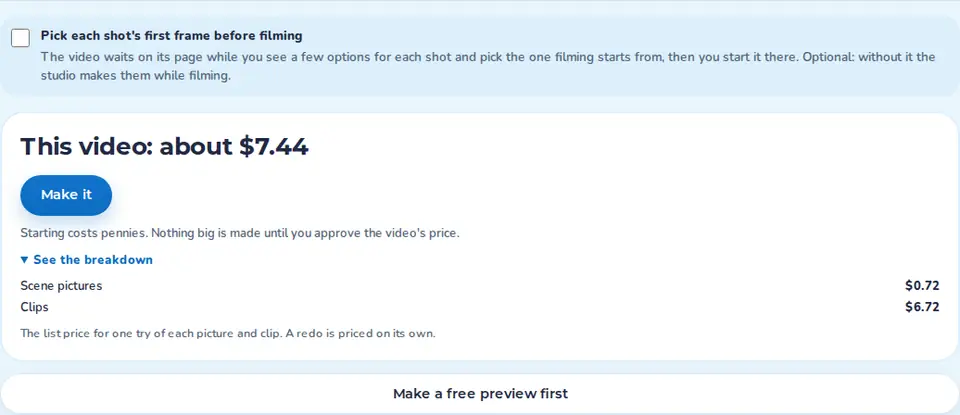 Pick each shot's first frame before filming
The video waits on its page while you see a few options for each shot and pick the one filming starts from, then you start it there. Optional: without it the
studio makes them while filming.
This video: about $7.44
Make it
Starting costs pennies. Nothing big is made until you approve the video's price.
▼ See the breakdown
Scene pictures $0.72
Clips $6.72
The list price for one try of each picture and clip. A redo is priced on its own.
Make a free preview first